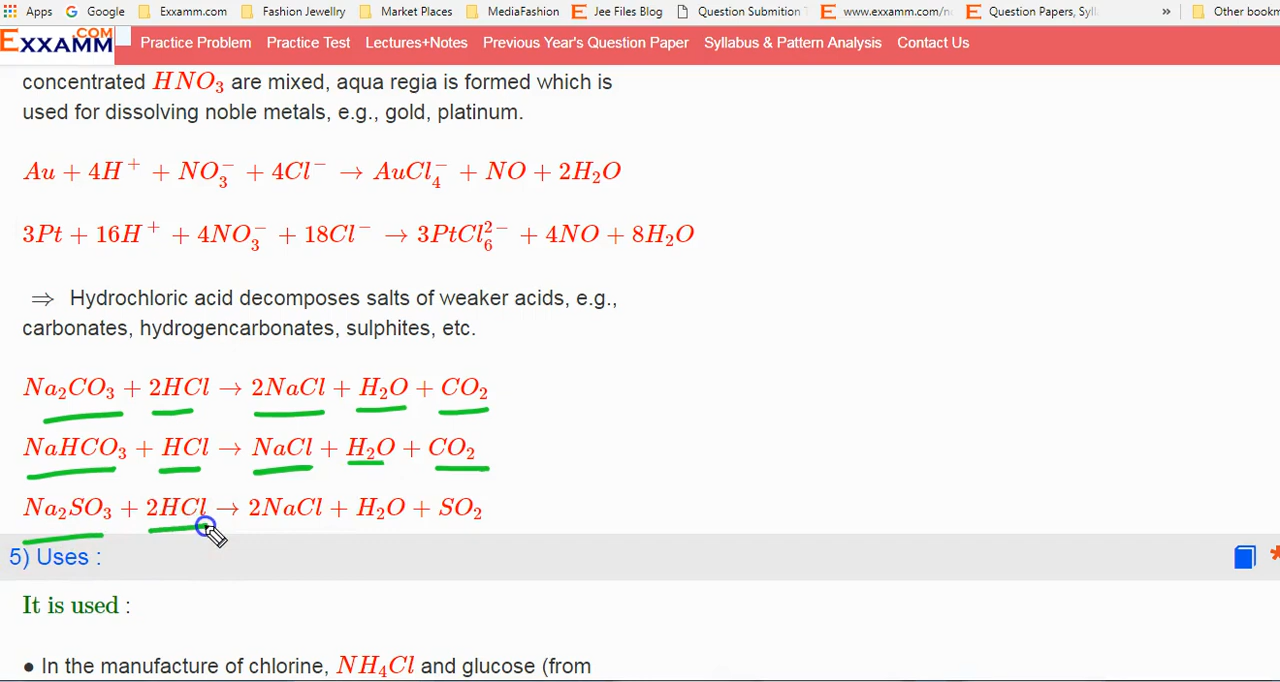 Apps Google Exxamm.com Fashion Jewellry Market Places MediaFashion Jee Files Blog Question Submition www.exxamm.com/n Question Papers, Syll » Other bookm
EXXAMM .COM Practice Problem Practice Test Lectures+Notes Previous Year's Question Paper Syllabus & Pattern Analysis Contact Us
concentrated HNO₃ are mixed, aqua regia is formed which is
used for dissolving noble metals, e.g., gold, platinum.
Au + 4H⁺ + NO₃⁻ + 4Cl⁻ → AuCl₄⁻ + NO + 2H₂O
3Pt + 16H⁺ + 4NO₃⁻ + 18Cl⁻ → 3PtCl₆²⁻ + 4NO + 8H₂O
⇒ Hydrochloric acid decomposes salts of weaker acids, e.g.,
carbonates, hydrogencarbonates, sulphites, etc.
Na₂CO₃ + 2HCl → 2NaCl + H₂O + CO₂
NaHCO₃ + HCl → NaCl + H₂O + CO₂
Na₂SO₃ + 2HCl → 2NaCl + H₂O + SO₂
5) Uses :
It is used :
● In the manufacture of chlorine, NH₄Cl and glucose (from